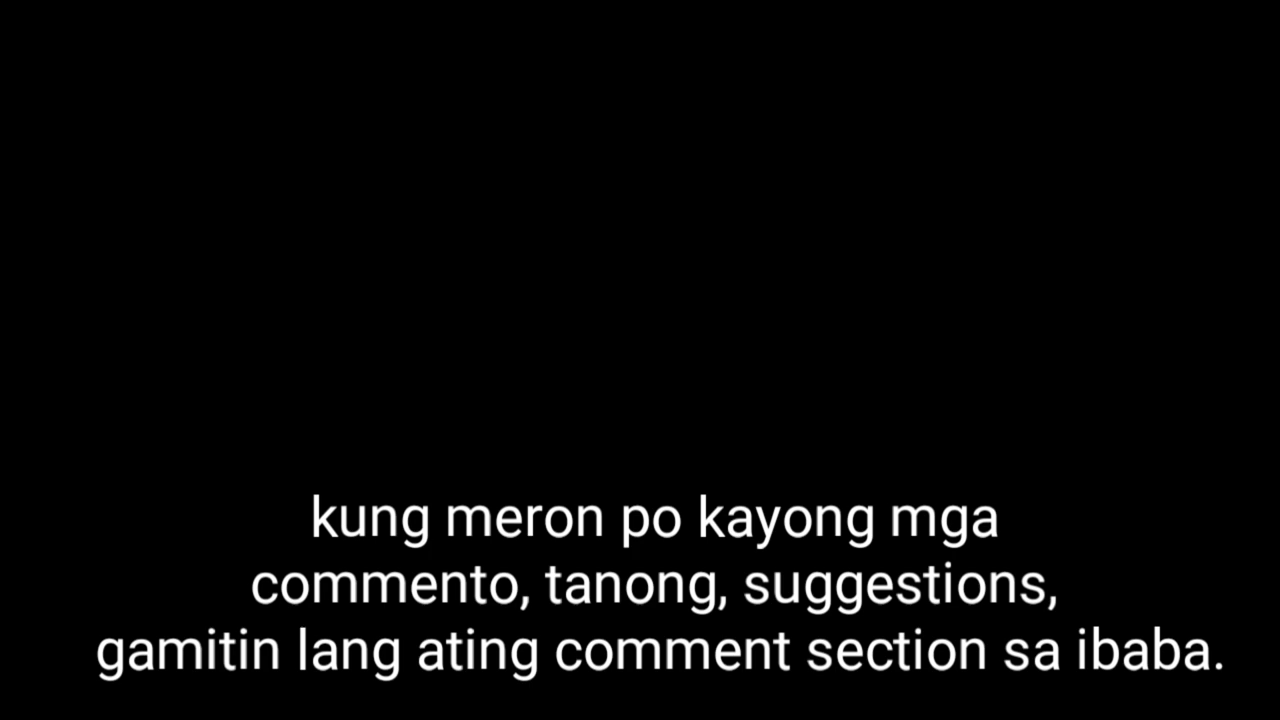 kung meron po kayong mga
commento, tanong, suggestions,
gamitin lang ating comment section sa ibaba.